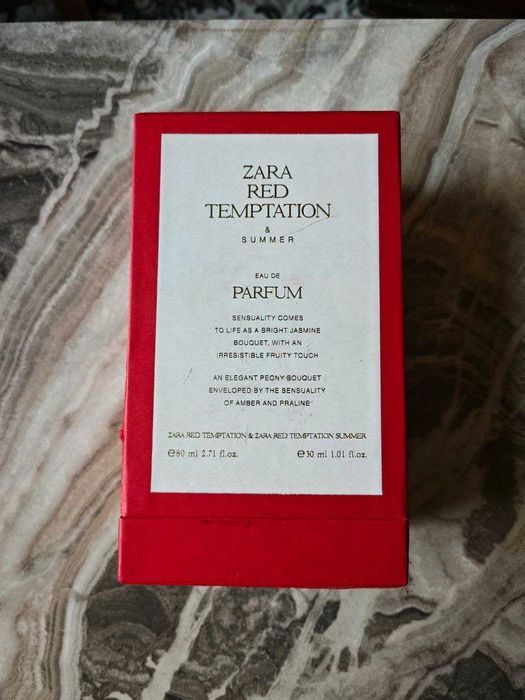 ZARA
RED
TEMPTATION
&
SUMMER
EAU DE
PARFUM
SENSUALITY COMES
TO LIFE AS A BRIGHT JASMINE
BOUQUET, WITH AN
IRRESISTIBLE FRUITY TOUCH
AN ELEGANT PEONY BOUQUET
ENVELOPED BY THE SENSUALITY
OF AMBER AND PRALINE
ZARA RED TEMPTATION & ZARA RED TEMPTATION SUMMER
℮80 ml 2.71 fl.oz. ℮30 ml 1.01 fl.oz.